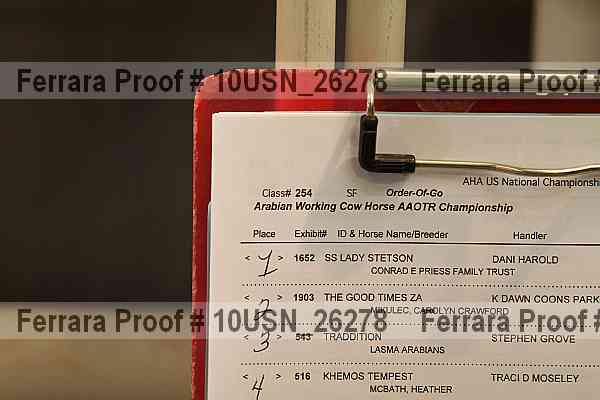 Ferrara Proof # 10USN_26278 Ferrara Proof #
AHA US National Championship
Class# 254 SF Order-Of-Go
Arabian Working Cow Horse AAOTR Championship
Place Exhibit# ID & Horse Name/Breeder Handler
< 1 > 1652 SS LADY STETSON DANI HAROLD
CONRAD E PRIESS FAMILY TRUST
< 2 > 1903 THE GOOD TIMES ZA K DAWN COONS PARK
MIKULEC, CAROLYN CRAWFORD
Ferrara Proof # 10USN_26278 Ferrara Proof #
< 3 > 543 TRADDITION STEPHEN GROVE
LASMA ARABIANS
< 4 > 516 KHEMOS TEMPEST TRACI D MOSELEY
MCBATH, HEATHER